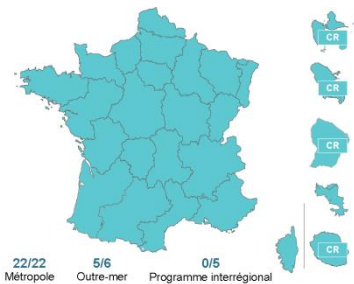 CR
CR
CR
CR
22/22 5/6 0/5
Métropole Outre-mer Programme interrégional